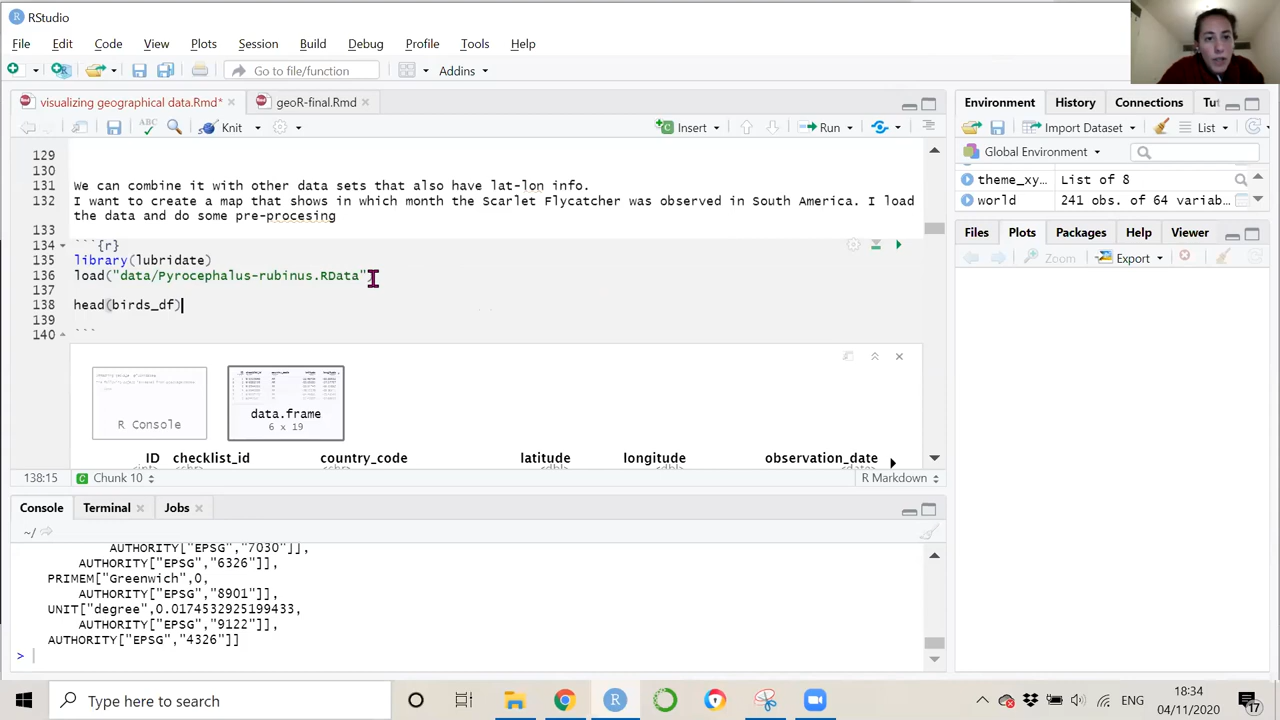 RStudio
File Edit Code View Plots Session Build Debug Profile Tools Help
Go to file/function Addins
visualizing geographical data.Rmd* geoR-final.Rmd
ABC Knit Insert Run
129
130
131 We can combine it with other data sets that also have lat-lon info.
132 I want to create a map that shows in which month the Scarlet Flycatcher was observed in South America. I load
the data and do some pre-procesing
133
134 ```{r}
135 library(lubridate)
136 load("data/Pyrocephalus-rubinus.RData")
137
138 head(birds_df)
139
140 ```
R Console
data.frame
6 x 19
ID checklist_id country_code latitude longitude observation_date
138:15 Chunk 10 R Markdown
Console Terminal Jobs
~/
AUTHORITY["EPSG","7030"]],
AUTHORITY["EPSG","6326"]],
PRIMEM["Greenwich",0,
AUTHORITY["EPSG","8901"]],
UNIT["degree",0.0174532925199433,
AUTHORITY["EPSG","9122"]],
AUTHORITY["EPSG","4326"]]
>
Environment History Connections Tut
Import Dataset List
Global Environment
theme_xy… List of 8
world 241 obs. of 64 variab…
Files Plots Packages Help Viewer
Export
Type here to search
ENG
18:34
04/11/2020
17